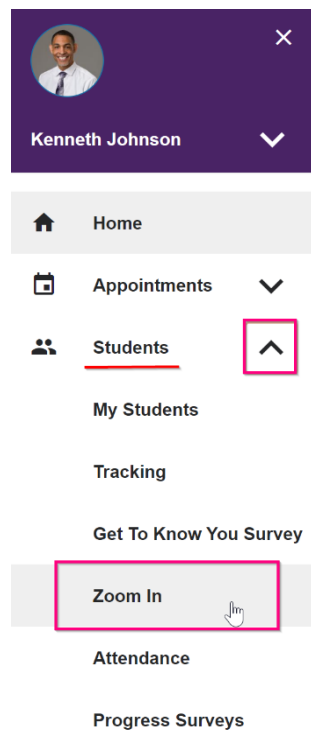 Kenneth Johnson
Home
Appointments
Students
My Students
Tracking
Get To Know You Survey
Zoom In
Attendance
Progress Surveys